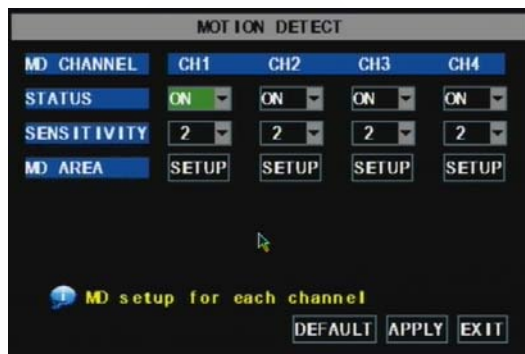 MOTION DETECT
MD CHANNEL CH1 CH2 CH3 CH4
STATUS ON ON ON ON
SENSITIVITY 2 2 2 2
MD AREA SETUP SETUP SETUP SETUP
MD setup for each channel
DEFAULT APPLY EXIT